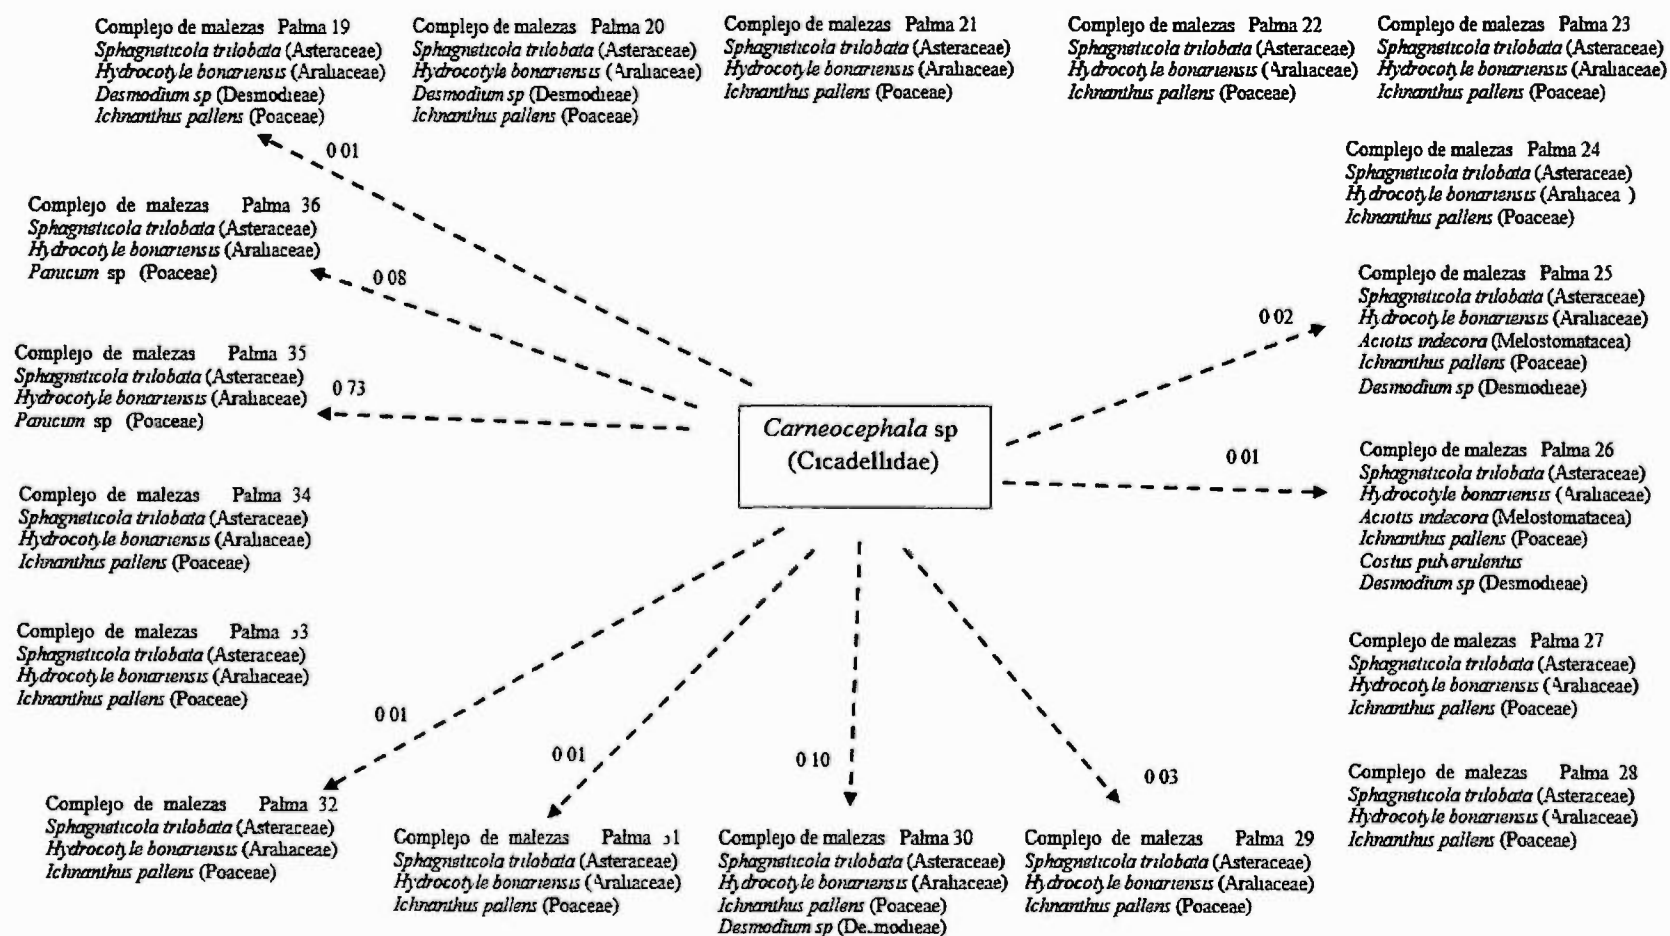 Complejo de malezas Palma 19
Sphagneticola trilobata (Asteraceae)
Hydrocotyle bonariensis (Araliaceae)
Desmodium sp (Desmodieae)
Ichnanthus pallens (Poaceae)
Complejo de malezas Palma 20
Sphagneticola trilobata (Asteraceae)
Hydrocotyle bonariensis (Araliaceae)
Desmodium sp (Desmodieae)
Ichnanthus pallens (Poaceae)
Complejo de malezas Palma 21
Sphagneticola trilobata (Asteraceae)
Hydrocotyle bonariensis (Araliaceae)
Ichnanthus pallens (Poaceae)
Complejo de malezas Palma 22
Sphagneticola trilobata (Asteraceae)
Hydrocotyle bonariensis (Araliaceae)
Ichnanthus pallens (Poaceae)
Complejo de malezas Palma 23
Sphagneticola trilobata (Asteraceae)
Hydrocotyle bonariensis (Araliaceae)
Ichnanthus pallens (Poaceae)
Complejo de malezas Palma 24
Sphagneticola trilobata (Asteraceae)
Hydrocotyle bonariensis (Araliacea )
Ichnanthus pallens (Poaceae)
0 01
Complejo de malezas Palma 36
Sphagneticola trilobata (Asteraceae)
Hydrocotyle bonariensis (Araliaceae)
Panicum sp (Poaceae)
0 08
Complejo de malezas Palma 25
Sphagneticola trilobata (Asteraceae)
Hydrocotyle bonariensis (Araliaceae)
Aciotis indecora (Melostomatacea)
Ichnanthus pallens (Poaceae)
Desmodium sp (Desmodieae)
0 02
Complejo de malezas Palma 35
Sphagneticola trilobata (Asteraceae)
Hydrocotyle bonariensis (Araliaceae)
Panicum sp (Poaceae)
0 73
Carneocephala sp
(Cicadellidae)
0 01
Complejo de malezas Palma 26
Sphagneticola trilobata (Asteraceae)
Hydrocotyle bonariensis (Araliaceae)
Aciotis indecora (Melostomatacea)
Ichnanthus pallens (Poaceae)
Costus pulverulentus
Desmodium sp (Desmodieae)
Complejo de malezas Palma 34
Sphagneticola trilobata (Asteraceae)
Hydrocotyle bonariensis (Araliaceae)
Ichnanthus pallens (Poaceae)
Complejo de malezas Palma 33
Sphagneticola trilobata (Asteraceae)
Hydrocotyle bonariensis (Araliaceae)
Ichnanthus pallens (Poaceae)
Complejo de malezas Palma 27
Sphagneticola trilobata (Asteraceae)
Hydrocotyle bonariensis (Araliaceae)
Ichnanthus pallens (Poaceae)
0 01
0 01
0 10
0 03
Complejo de malezas Palma 28
Sphagneticola trilobata (Asteraceae)
Hydrocotyle bonariensis (Araliaceae)
Ichnanthus pallens (Poaceae)
Complejo de malezas Palma 32
Sphagneticola trilobata (Asteraceae)
Hydrocotyle bonariensis (Araliaceae)
Ichnanthus pallens (Poaceae)
Complejo de malezas Palma 31
Sphagneticola trilobata (Asteraceae)
Hydrocotyle bonariensis (Araliaceae)
Ichnanthus pallens (Poaceae)
Complejo de malezas Palma 30
Sphagneticola trilobata (Asteraceae)
Hydrocotyle bonariensis (Araliaceae)
Ichnanthus pallens (Poaceae)
Desmodium sp (Desmodieae)
Complejo de malezas Palma 29
Sphagneticola trilobata (Asteraceae)
Hydrocotyle bonariensis (Araliaceae)
Ichnanthus pallens (Poaceae)